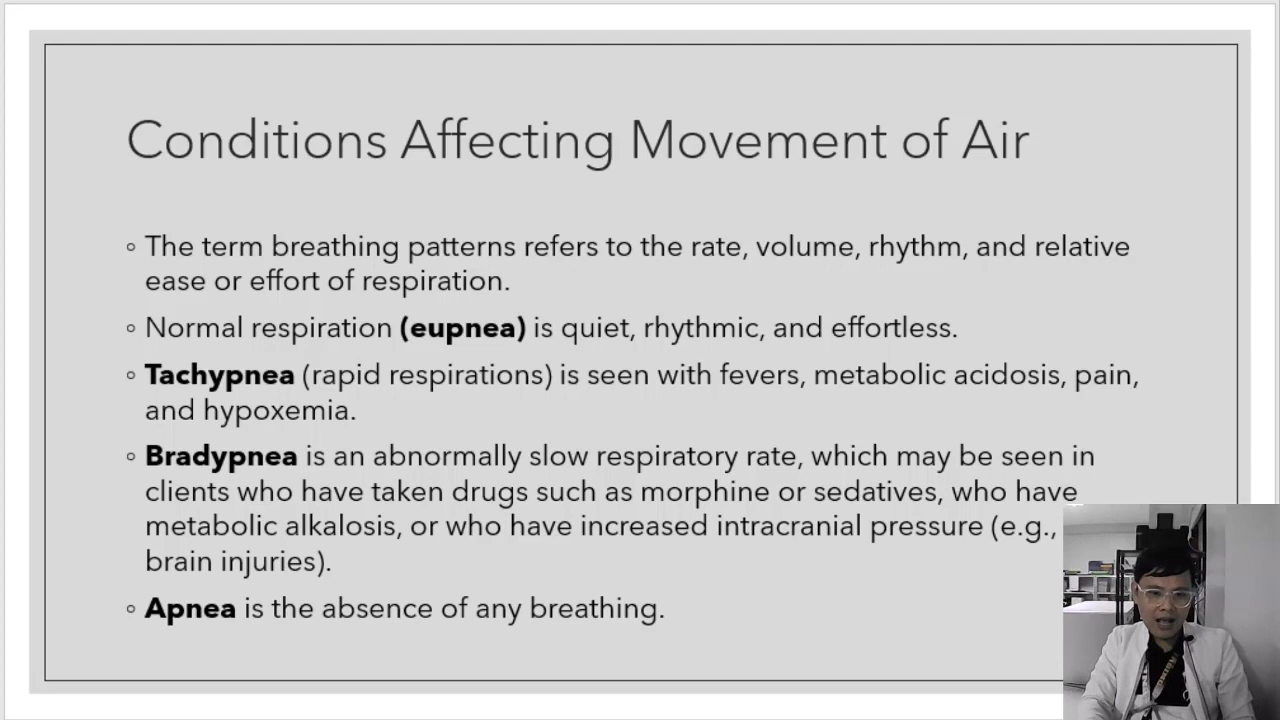 Conditions Affecting Movement of Air
◦ The term breathing patterns refers to the rate, volume, rhythm, and relative
ease or effort of respiration.
◦ Normal respiration (eupnea) is quiet, rhythmic, and effortless.
◦ Tachypnea (rapid respirations) is seen with fevers, metabolic acidosis, pain,
and hypoxemia.
◦ Bradypnea is an abnormally slow respiratory rate, which may be seen in
clients who have taken drugs such as morphine or sedatives, who have
metabolic alkalosis, or who have increased intracranial pressure (e.g.,
brain injuries).
◦ Apnea is the absence of any breathing.